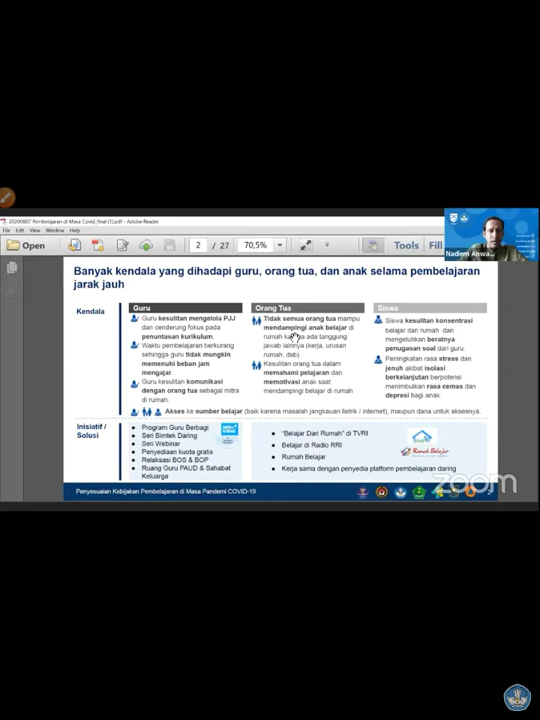 20200807 Pembelajaran di Masa Covid_final (1).pdf - Adobe Reader
File Edit View Window Help
Open
2 / 27
70,5%
Tools
Fill
Nadiem Anwa...
Banyak kendala yang dihadapi guru, orang tua, dan anak selama pembelajaran
jarak jauh
Kendala
Guru
Guru kesulitan mengelola PJJ
dan cenderung fokus pada
penuntasan kurikulum.
Waktu pembelajaran berkurang
sehingga guru tidak mungkin
memenuhi beban jam
mengajar
Guru kesulitan komunikasi
dengan orang tua sebagai mitra
di rumah.
Orang Tua
Tidak semua orang tua mampu
mendampingi anak belajar di
rumah ada tanggung
jawab lainnya (kerja, urusan
rumah, dsb).
Kesulitan orang tua dalam
memahami pelajaran dan
memotivasi anak saat
mendampingi belajar di rumah
Siswa
Siswa kesulitan konsentrasi
belajar dari rumah dan
mengeluhkan beratnya
penugasan soal dari guru.
Peningkatan rasa stress dan
jenuh akibat isolasi
berkelanjutan berpotensi
menimbulkan rasa cemas dan
depresi bagi anak.
Akses ke sumber belajar (baik karena masalah jangkauan listrik / internet), maupun dana untuk aksesnya.
Inisiatif /
Solusi
• Program Guru Berbagi
• Seri Bimtek Daring
• Seri Webinar
• Penyediaan kuota gratis
• Relaksasi BOS & BOP
• Ruang Guru PAUD & Sahabat
Keluarga
• "Belajar Dari Rumah" di TVRI
• Belajar di Radio RRI
• Rumah Belajar
• Kerja sama dengan penyedia platform pembelajaran daring
Rumah Belajar
Penyesuaian Kebijakan Pembelajaran di Masa Pandemi COVID-19
2
zoom